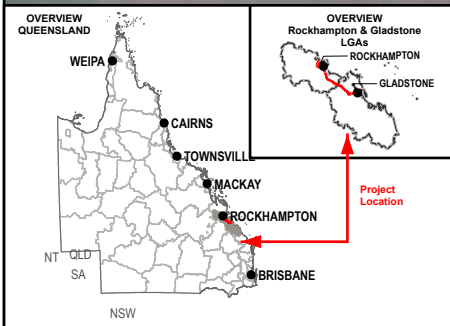 OVERVIEW
QUEENSLAND
WEIPA
CAIRNS
TOWNSVILLE
MACKAY
ROCKHAMPTON
BRISBANE
NT
QLD
SA
NSW
OVERVIEW
Rockhampton & Gladstone
LGAs
ROCKHAMPTON
GLADSTONE
Project
Location